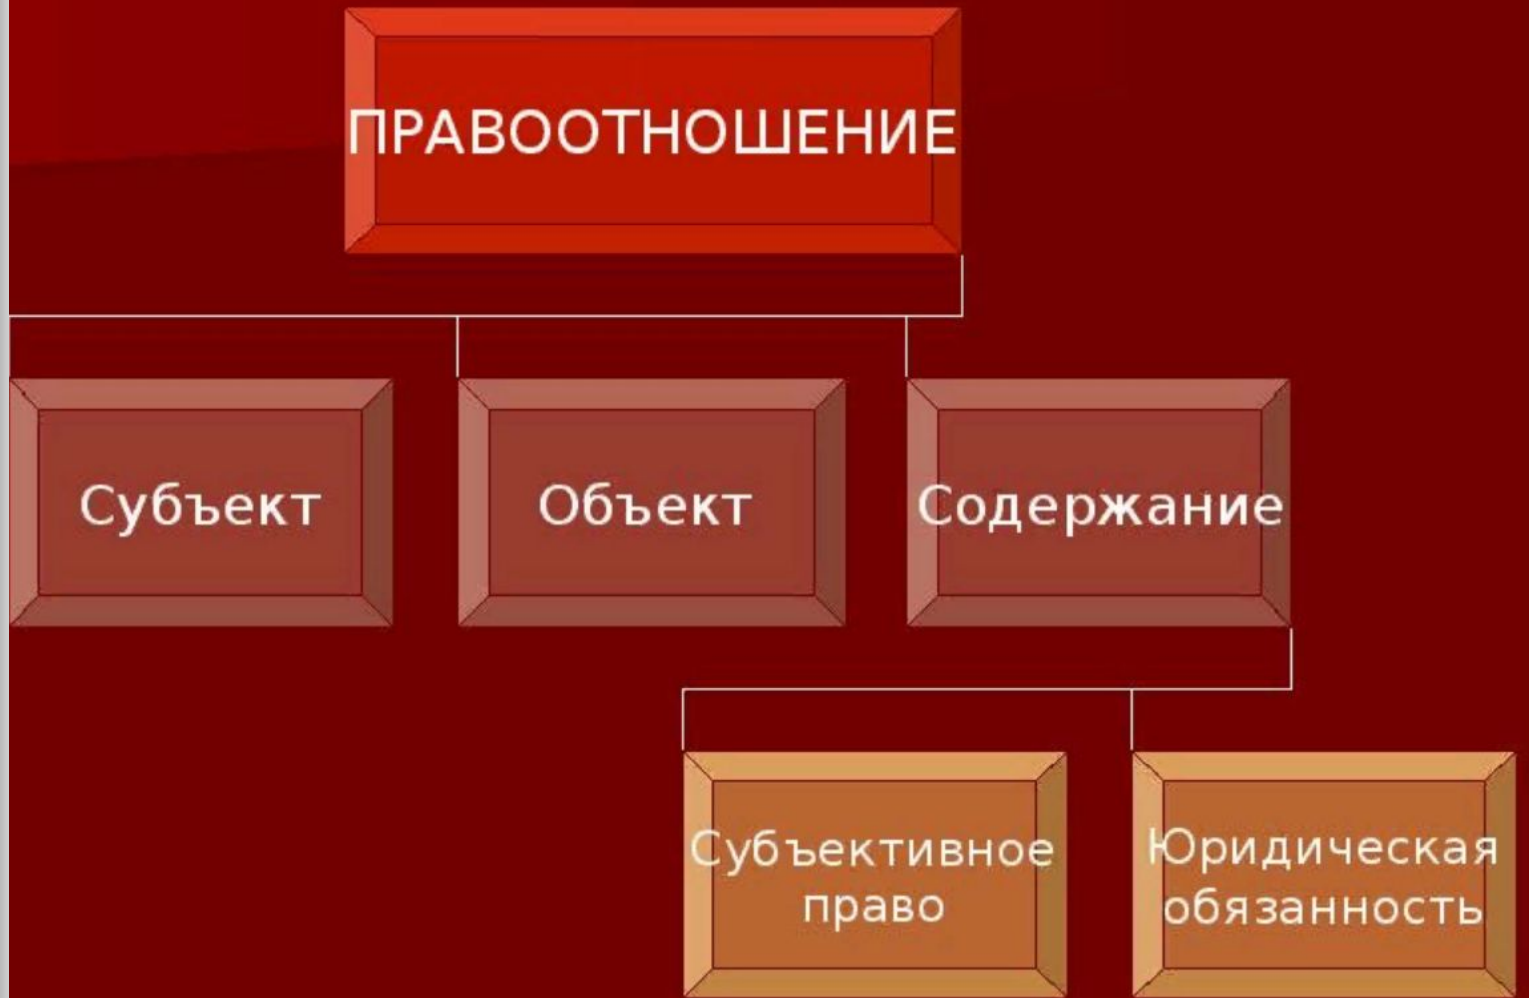 ПРАВООТНОШЕНИЕ
Субъект
Объект
Содержание
Субъективное
право
Юридическая
обязанность